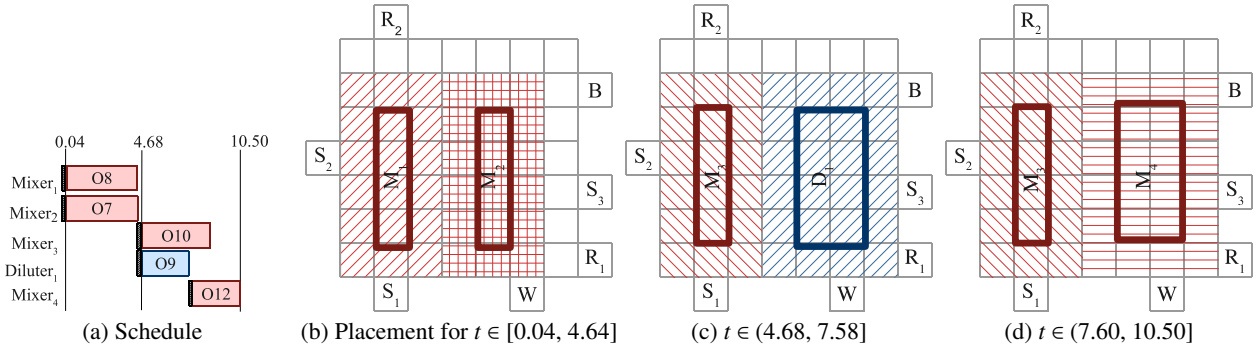 0.04 4.68 10.50
Mixer1 O8
Mixer2 O7
Mixer3 O10
Diluter1 O9
Mixer4 O12
(a) Schedule
R2
B
S2
M1 M2
S3
R1
S1 W
(b) Placement for t ∈ [0.04, 4.64]
R2
B
S2
M3 D1
S3
R1
S1 W
(c) t ∈ (4.68, 7.58]
R2
B
S2
M3 M4
S3
R1
S1 W
(d) t ∈ (7.60, 10.50]